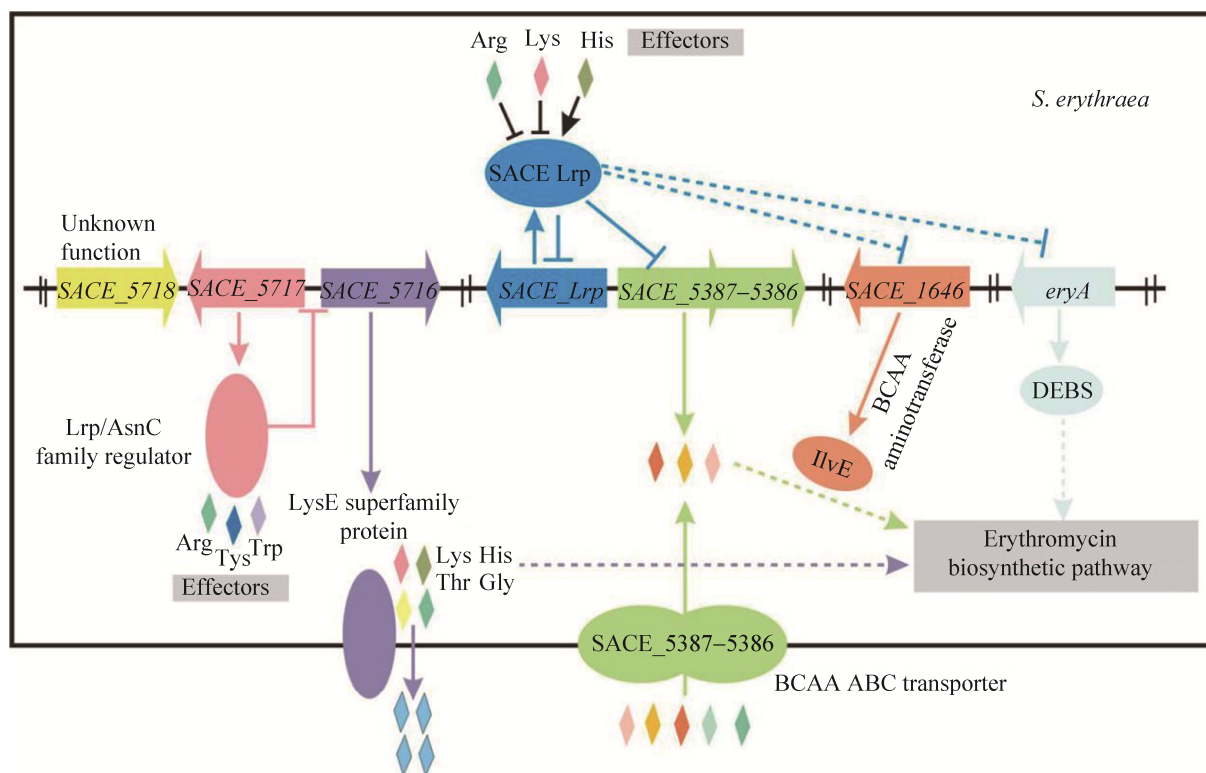 Arg Lys His Effectors
S. erythraea
SACE Lrp
Unknown
function
SACE_5718 SACE_5717 SACE_5716 SACE_Lrp SACE_5387–5386 SACE_1646 eryA
BCAA
aminotransferase
DEBS
IlvE
Lrp/AsnC
family regulator
LysE superfamily
protein
Arg Tys Trp
Effectors
Lys His
Thr Gly
Erythromycin
biosynthetic pathway
SACE_5387–5386
BCAA ABC transporter